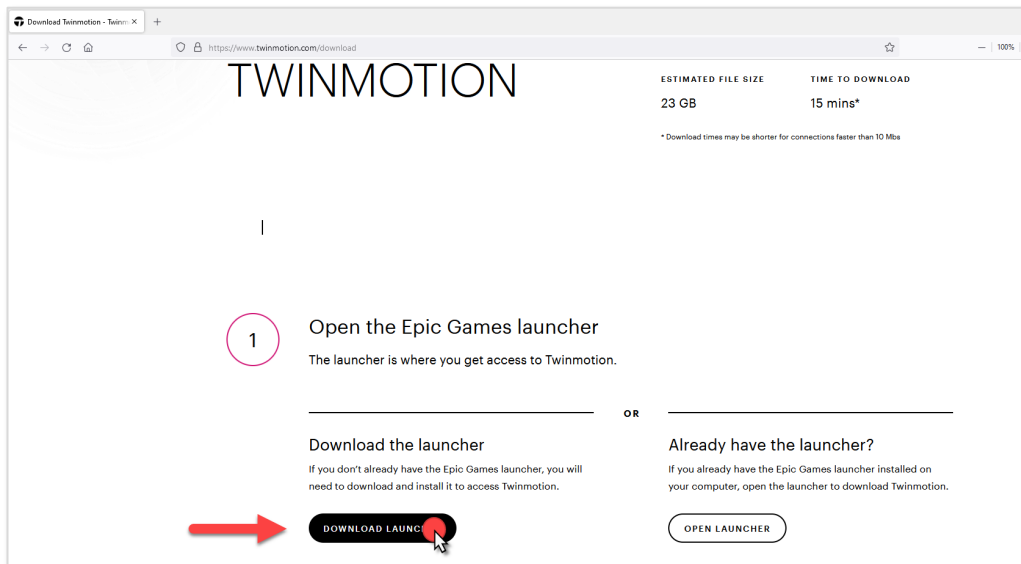 Download Twinmotion - Twinm
https://www.twinmotion.com/download
100%
TWINMOTION
ESTIMATED FILE SIZE
TIME TO DOWNLOAD
23 GB
15 mins*
* Download times may be shorter for connections faster than 10 Mbs
1
Open the Epic Games launcher
The launcher is where you get access to Twinmotion.
OR
Download the launcher
If you don't already have the Epic Games launcher, you will
need to download and install it to access Twinmotion.
DOWNLOAD LAUNC
Already have the launcher?
If you already have the Epic Games launcher installed on
your computer, open the launcher to download Twinmotion.
OPEN LAUNCHER